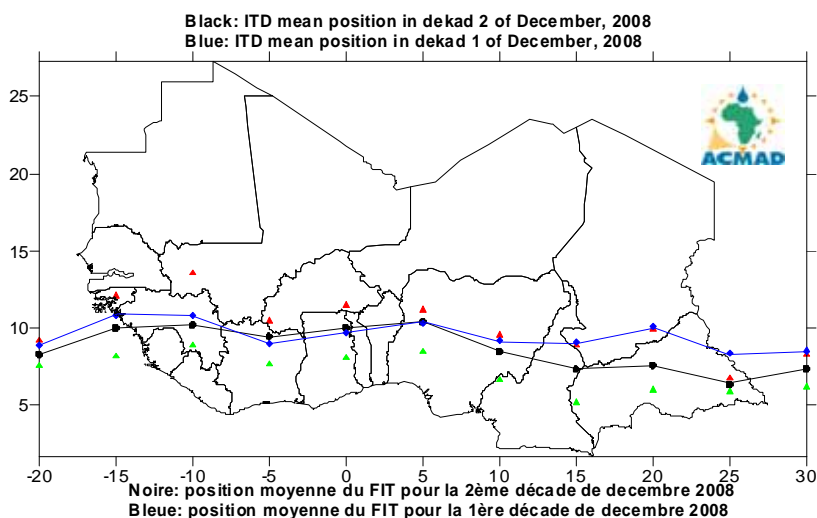 Black: ITD mean position in dekad 2 of December, 2008
Blue: ITD mean position in dekad 1 of December, 2008
25
20
15
10
5
ACMAD
-20 -15 -10 -5 0 5 10 15 20 25 30
Noire: position moyenne du FIT pour la 2ème décade de decembre 2008
Bleue: position moyenne du FIT pour la 1ère décade de decembre 2008